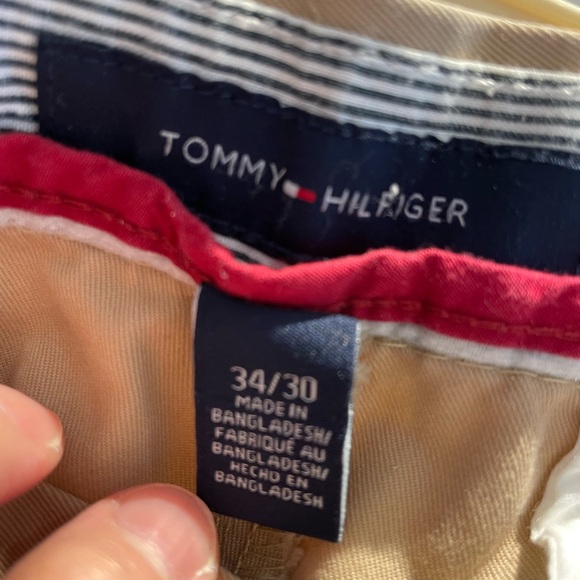 TOMMY HILFIGER
34/30
MADE IN
BANGLADESH/
FABRIQUÉ AU
BANGLADESH/
HECHO EN
BANGLADESH